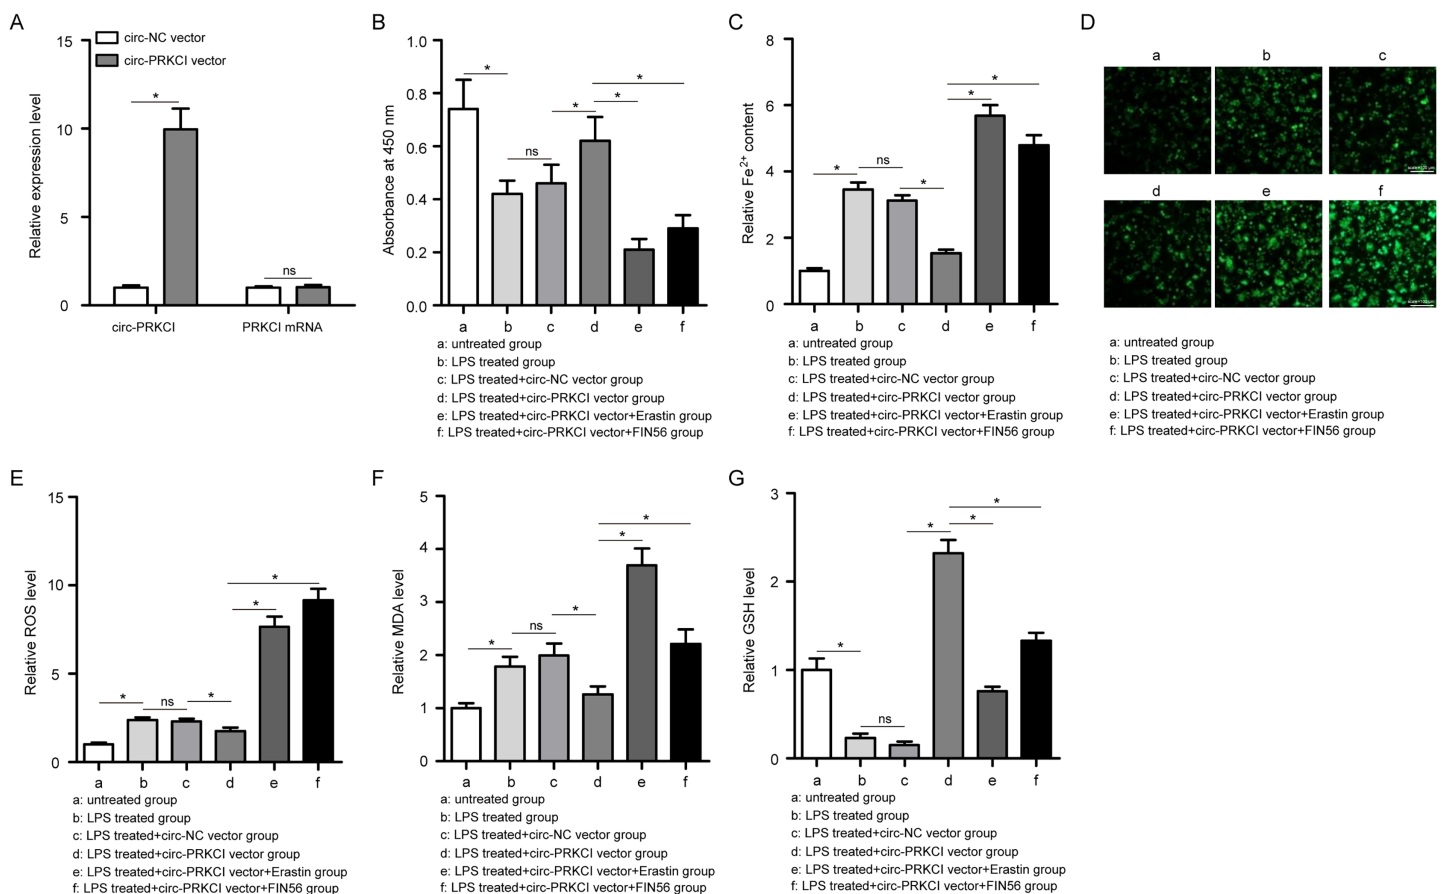 A
15
10
5
0
Relative expression level
circ-NC vector
circ-PRKCI vector
*
ns
circ-PRKCI
PRKCI mRNA
B
1.0
0.8
0.6
0.4
0.2
0.0
Absorbance at 450 nm
*
ns
*
*
*
a b c d e f
a: untreated group
b: LPS treated group
c: LPS treated+circ-NC vector group
d: LPS treated+circ-PRKCI vector group
e: LPS treated+circ-PRKCI vector+Erastin group
f: LPS treated+circ-PRKCI vector+FIN56 group
C
8
6
4
2
0
Relative Fe²⁺ content
*
ns
*
*
*
a b c d e f
a: untreated group
b: LPS treated group
c: LPS treated+circ-NC vector group
d: LPS treated+circ-PRKCI vector group
e: LPS treated+circ-PRKCI vector+Erastin group
f: LPS treated+circ-PRKCI vector+FIN56 group
D
a b c
d e f
a: untreated group
b: LPS treated group
c: LPS treated+circ-NC vector group
d: LPS treated+circ-PRKCI vector group
e: LPS treated+circ-PRKCI vector+Erastin group
f: LPS treated+circ-PRKCI vector+FIN56 group
E
15
10
5
0
Relative ROS level
*
ns
*
*
*
a b c d e f
a: untreated group
b: LPS treated group
c: LPS treated+circ-NC vector group
d: LPS treated+circ-PRKCI vector group
e: LPS treated+circ-PRKCI vector+Erastin group
f: LPS treated+circ-PRKCI vector+FIN56 group
F
5
4
3
2
1
0
Relative MDA level
*
ns
*
*
*
a b c d e f
a: untreated group
b: LPS treated group
c: LPS treated+circ-NC vector group
d: LPS treated+circ-PRKCI vector group
e: LPS treated+circ-PRKCI vector+Erastin group
f: LPS treated+circ-PRKCI vector+FIN56 group
G
3
2
1
0
Relative GSH level
*
ns
*
*
*
a b c d e f
a: untreated group
b: LPS treated group
c: LPS treated+circ-NC vector group
d: LPS treated+circ-PRKCI vector group
e: LPS treated+circ-PRKCI vector+Erastin group
f: LPS treated+circ-PRKCI vector+FIN56 group